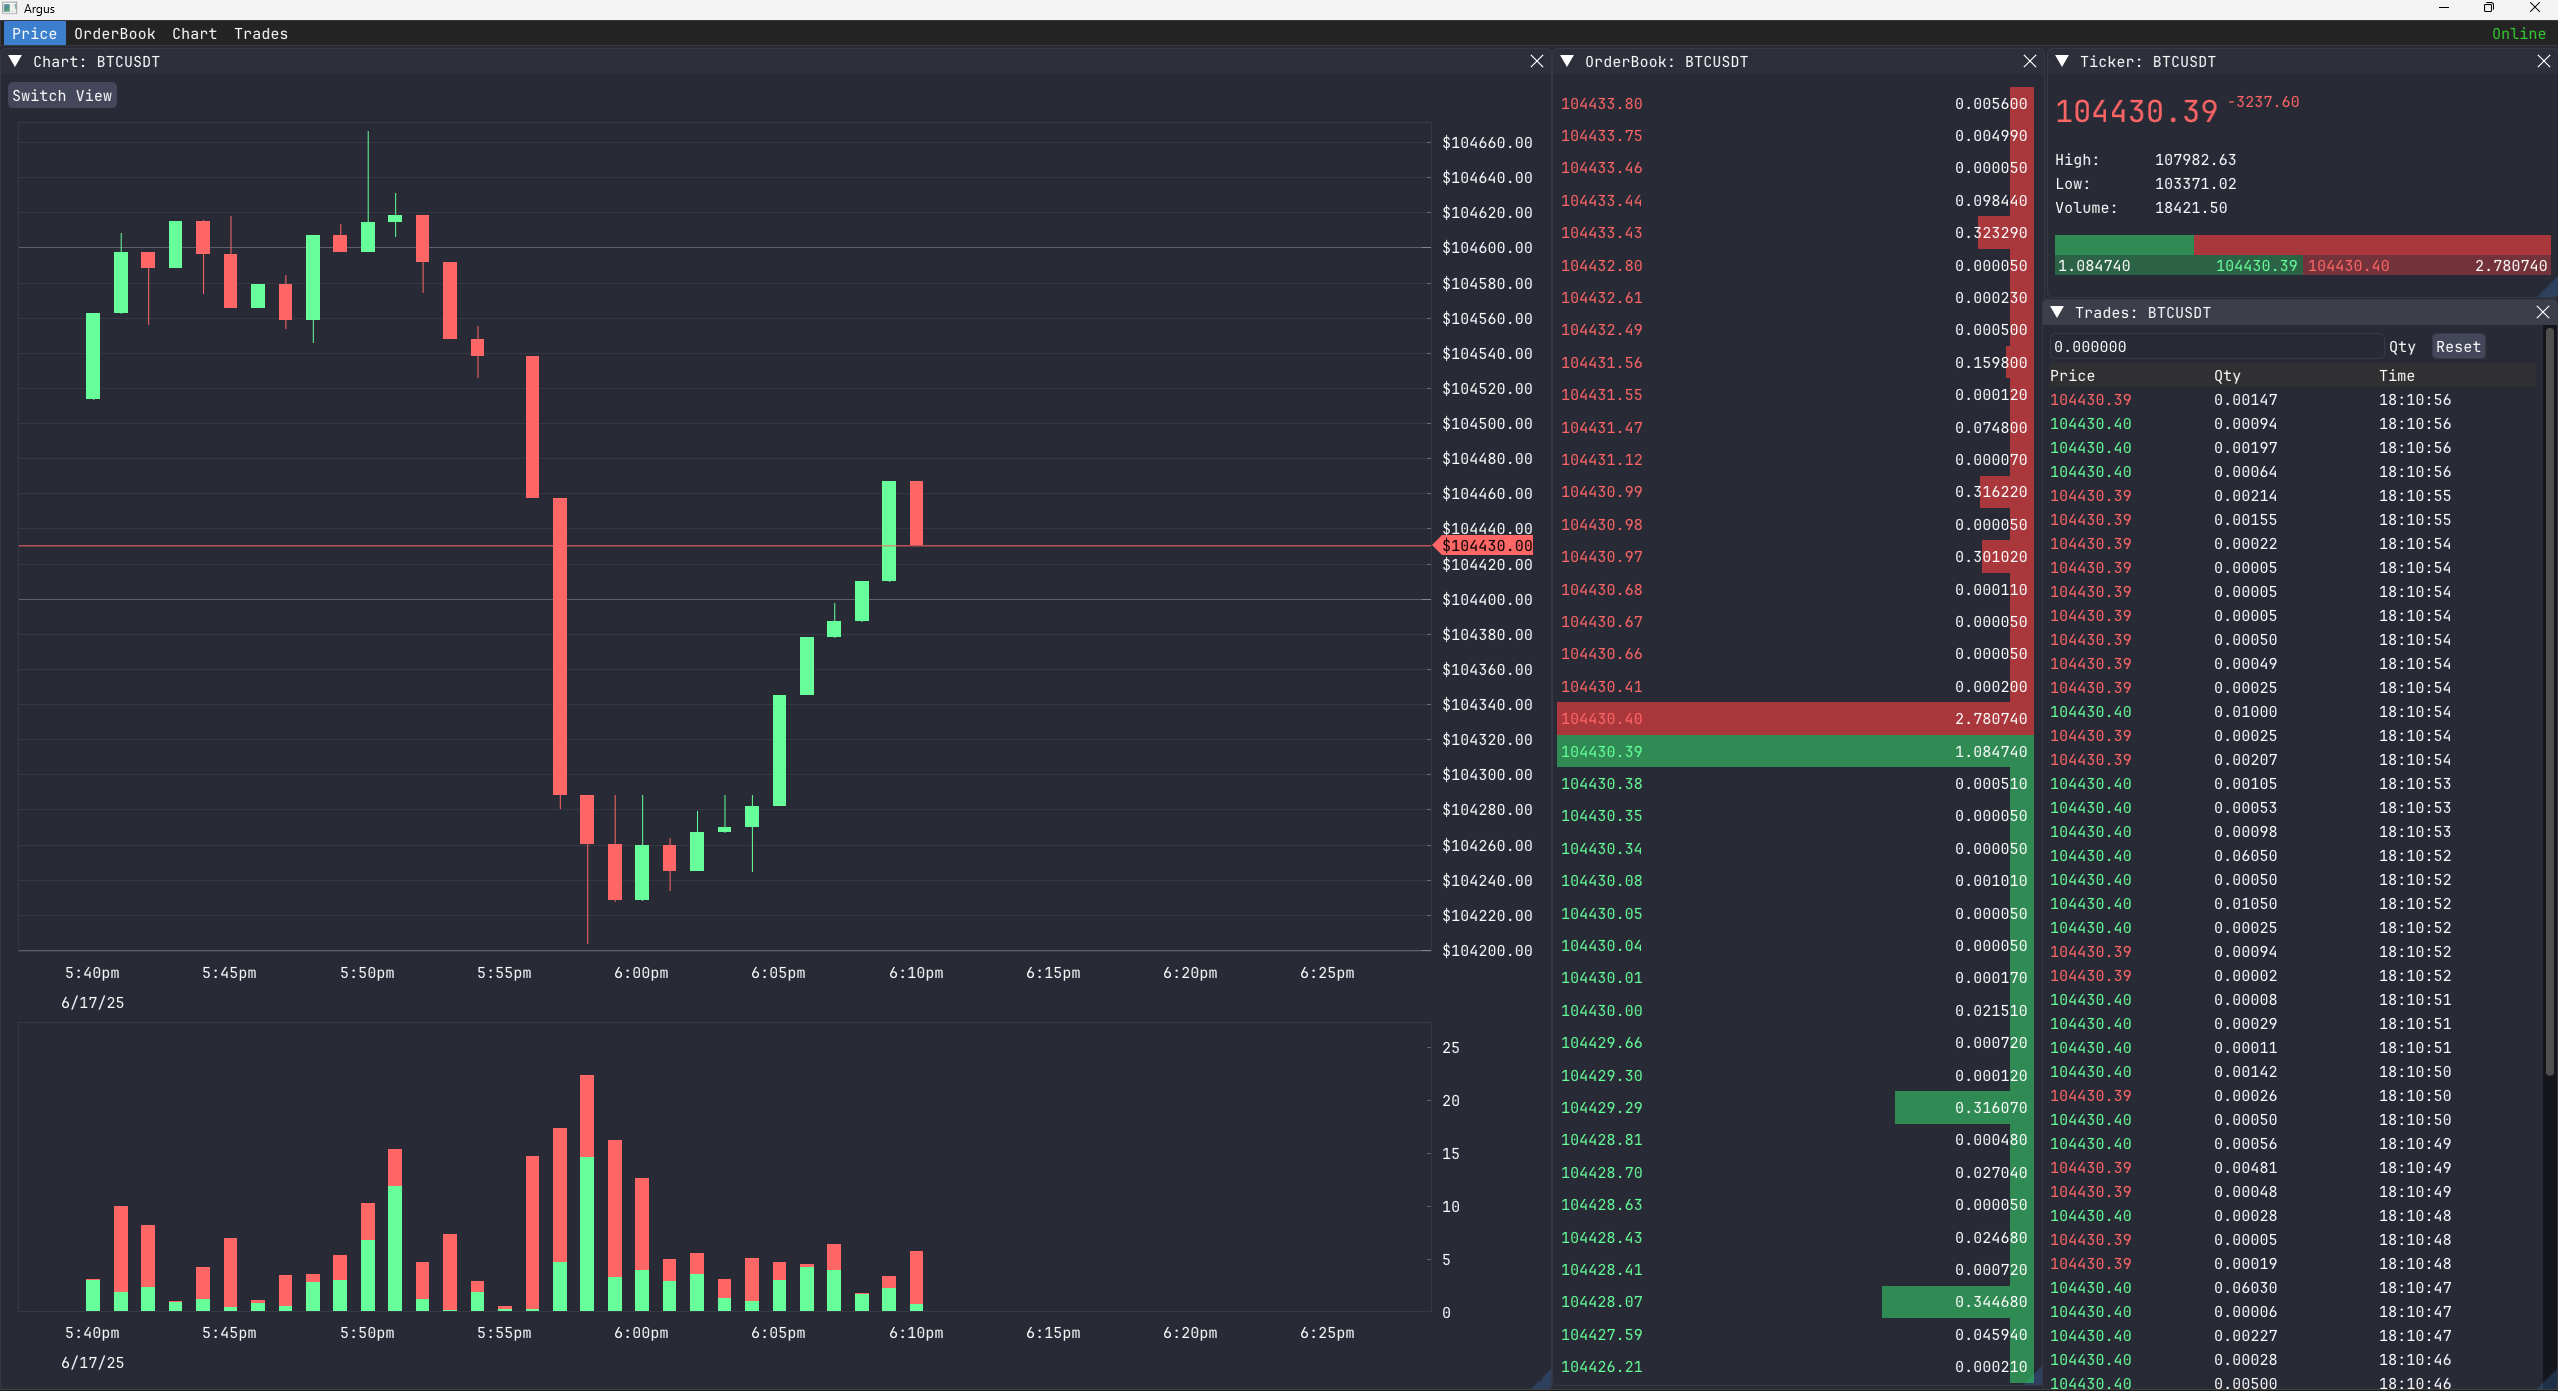 Argus
Price OrderBook Chart Trades Online
Chart: BTCUSDT
Switch View
$104660.00
$104640.00
$104620.00
$104600.00
$104580.00
$104560.00
$104540.00
$104520.00
$104500.00
$104480.00
$104460.00
$104440.00
$104430.00
$104420.00
$104400.00
$104380.00
$104360.00
$104340.00
$104320.00
$104300.00
$104280.00
$104260.00
$104240.00
$104220.00
$104200.00
5:40pm 5:45pm 5:50pm 5:55pm 6:00pm 6:05pm 6:10pm 6:15pm 6:20pm 6:25pm
6/17/25
25
20
15
10
5
0
5:40pm 5:45pm 5:50pm 5:55pm 6:00pm 6:05pm 6:10pm 6:15pm 6:20pm 6:25pm
6/17/25
OrderBook: BTCUSDT
104433.80 0.005600
104433.75 0.004990
104433.46 0.000050
104433.44 0.098440
104433.43 0.323290
104432.80 0.000050
104432.61 0.000230
104432.49 0.000500
104431.56 0.159800
104431.55 0.000120
104431.47 0.074800
104431.12 0.000070
104430.99 0.316220
104430.98 0.000050
104430.97 0.301020
104430.68 0.000110
104430.67 0.000050
104430.66 0.000050
104430.41 0.000200
104430.40 2.780740
104430.39 1.084740
104430.38 0.000510
104430.35 0.000050
104430.34 0.000050
104430.08 0.001010
104430.05 0.000050
104430.04 0.000050
104430.01 0.000170
104430.00 0.021510
104429.66 0.000720
104429.30 0.000120
104429.29 0.316070
104428.81 0.000480
104428.70 0.027040
104428.63 0.000050
104428.43 0.024680
104428.41 0.000720
104428.07 0.344680
104427.59 0.045940
104426.21 0.000210
Ticker: BTCUSDT
104430.39 -3237.60
High: 107982.63
Low: 103371.02
Volume: 18421.50
1.084740 104430.39 104430.40 2.780740
Trades: BTCUSDT
0.000000 Qty Reset
Price Qty Time
104430.39 0.00147 18:10:56
104430.40 0.00094 18:10:56
104430.40 0.00197 18:10:56
104430.40 0.00064 18:10:56
104430.39 0.00214 18:10:55
104430.39 0.00155 18:10:55
104430.39 0.00022 18:10:54
104430.39 0.00005 18:10:54
104430.39 0.00005 18:10:54
104430.39 0.00005 18:10:54
104430.39 0.00050 18:10:54
104430.39 0.00049 18:10:54
104430.39 0.00025 18:10:54
104430.40 0.01000 18:10:54
104430.39 0.00025 18:10:54
104430.39 0.00207 18:10:54
104430.40 0.00105 18:10:53
104430.40 0.00053 18:10:53
104430.40 0.00098 18:10:53
104430.40 0.06050 18:10:52
104430.40 0.00050 18:10:52
104430.40 0.01050 18:10:52
104430.40 0.00025 18:10:52
104430.39 0.00094 18:10:52
104430.39 0.00002 18:10:52
104430.40 0.00008 18:10:51
104430.40 0.00029 18:10:51
104430.40 0.00011 18:10:51
104430.40 0.00142 18:10:50
104430.39 0.00026 18:10:50
104430.40 0.00050 18:10:50
104430.40 0.00056 18:10:49
104430.39 0.00481 18:10:49
104430.39 0.00048 18:10:49
104430.40 0.00028 18:10:48
104430.39 0.00005 18:10:48
104430.39 0.00019 18:10:48
104430.40 0.06030 18:10:47
104430.40 0.00006 18:10:47
104430.40 0.00227 18:10:47
104430.40 0.00028 18:10:46
104430.40 0.00500 18:10:46